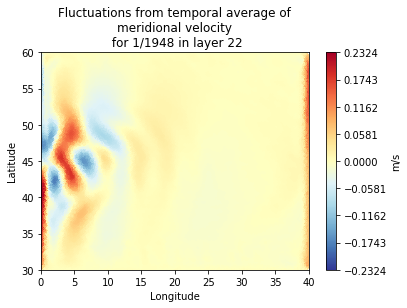 Fluctuations from temporal average of
meridional velocity
for 1/1948 in layer 22
60
55
50
45
40
35
30
Latitude
0 5 10 15 20 25 30 35 40
Longitude
0.2324
0.1743
0.1162
0.0581
0.0000
−0.0581
−0.1162
−0.1743
−0.2324
m/s